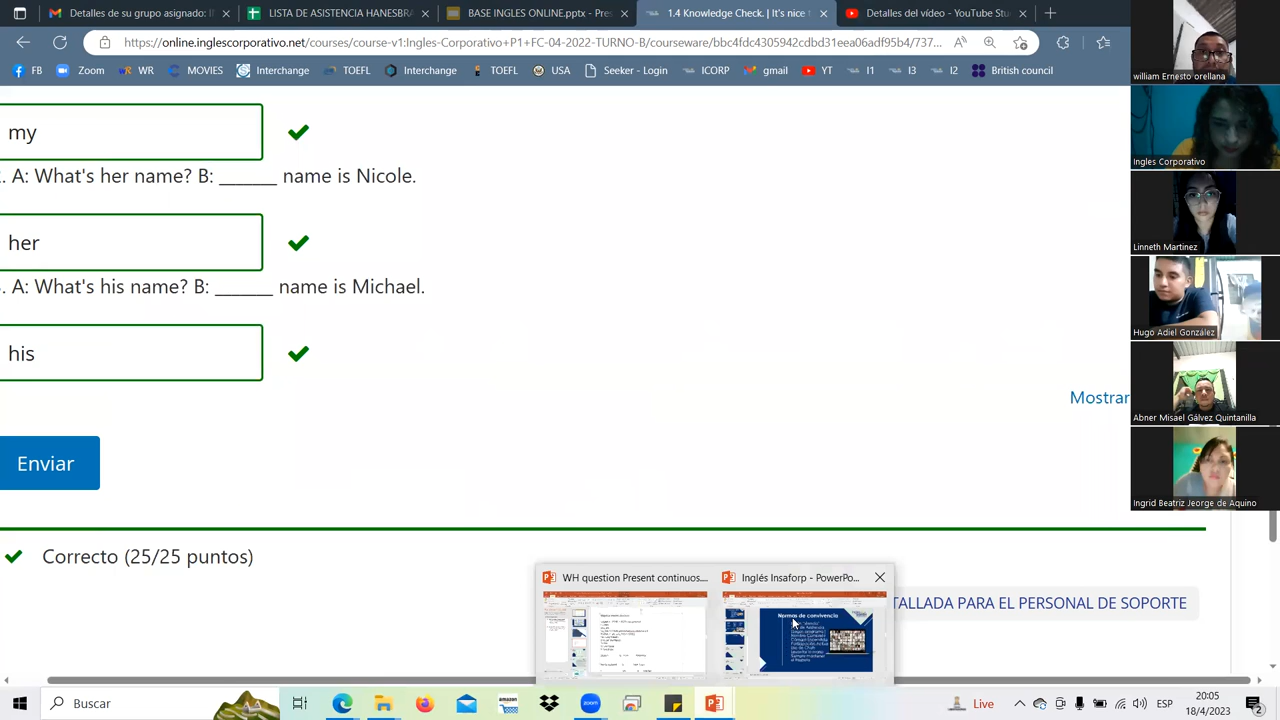 Detalles de su grupo asignado: I
LISTA DE ASISTENCIA HANESBRA
BASE INGLES ONLINE.pptx - Pres
1.4 Knowledge Check. | It's nice t
Detalles del vídeo - YouTube Stu
https://online.inglescorporativo.net/courses/course-v1:Ingles-Corporativo+P1+FC-04-2022-TURNO-B/courseware/bbc4fdc4305942cdbd31eea06adf95b4/737...
FB
Zoom
WR
MOVIES
Interchange
TOEFL
Interchange
TOEFL
USA
Seeker - Login
ICORP
gmail
YT
I1
I3
I2
British council
my
. A: What's her name? B: _______ name is Nicole.
her
. A: What's his name? B: _______ name is Michael.
his
Mostrar
Enviar
Correcto (25/25 puntos)
TALLADA PARA EL PERSONAL DE SOPORTE
WH question Present continuos....
Inglés Insaforp - PowerPo...
Normas de convivencia
william Ernesto orellana
Ingles Corporativo
Linneth Martinez
Hugo Adiel González
Abner Misael Gálvez Quintanilla
Ingrid Beatriz Jeorge de Aquino
Buscar
amazon
zoom
Live
ESP
20:05
18/4/2023
2